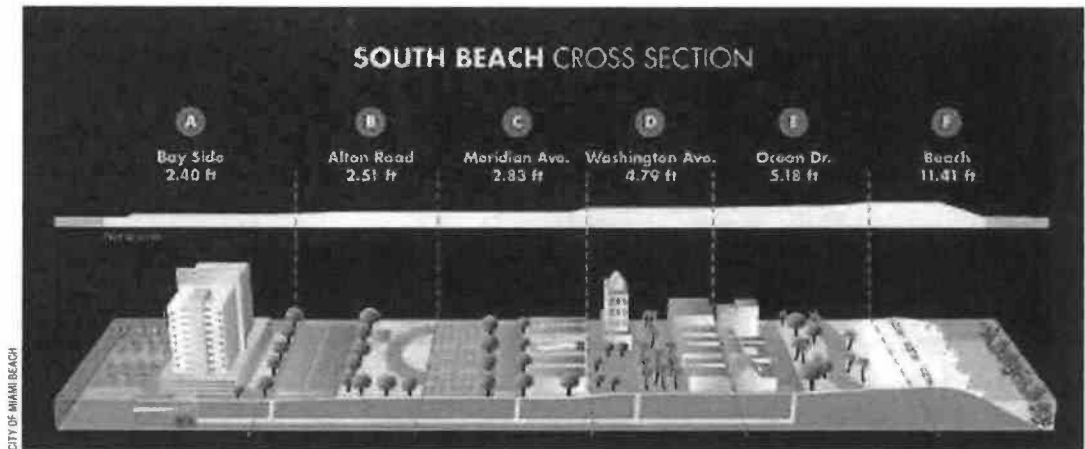 SOUTH BEACH CROSS SECTION
A B C D E F
Bay Side Alton Road Meridian Ave. Washington Ave. Ocean Dr. Beach
2.40 ft 2.51 ft 2.83 ft 4.79 ft 5.18 ft 11.41 ft
CITY OF MIAMI BEACH